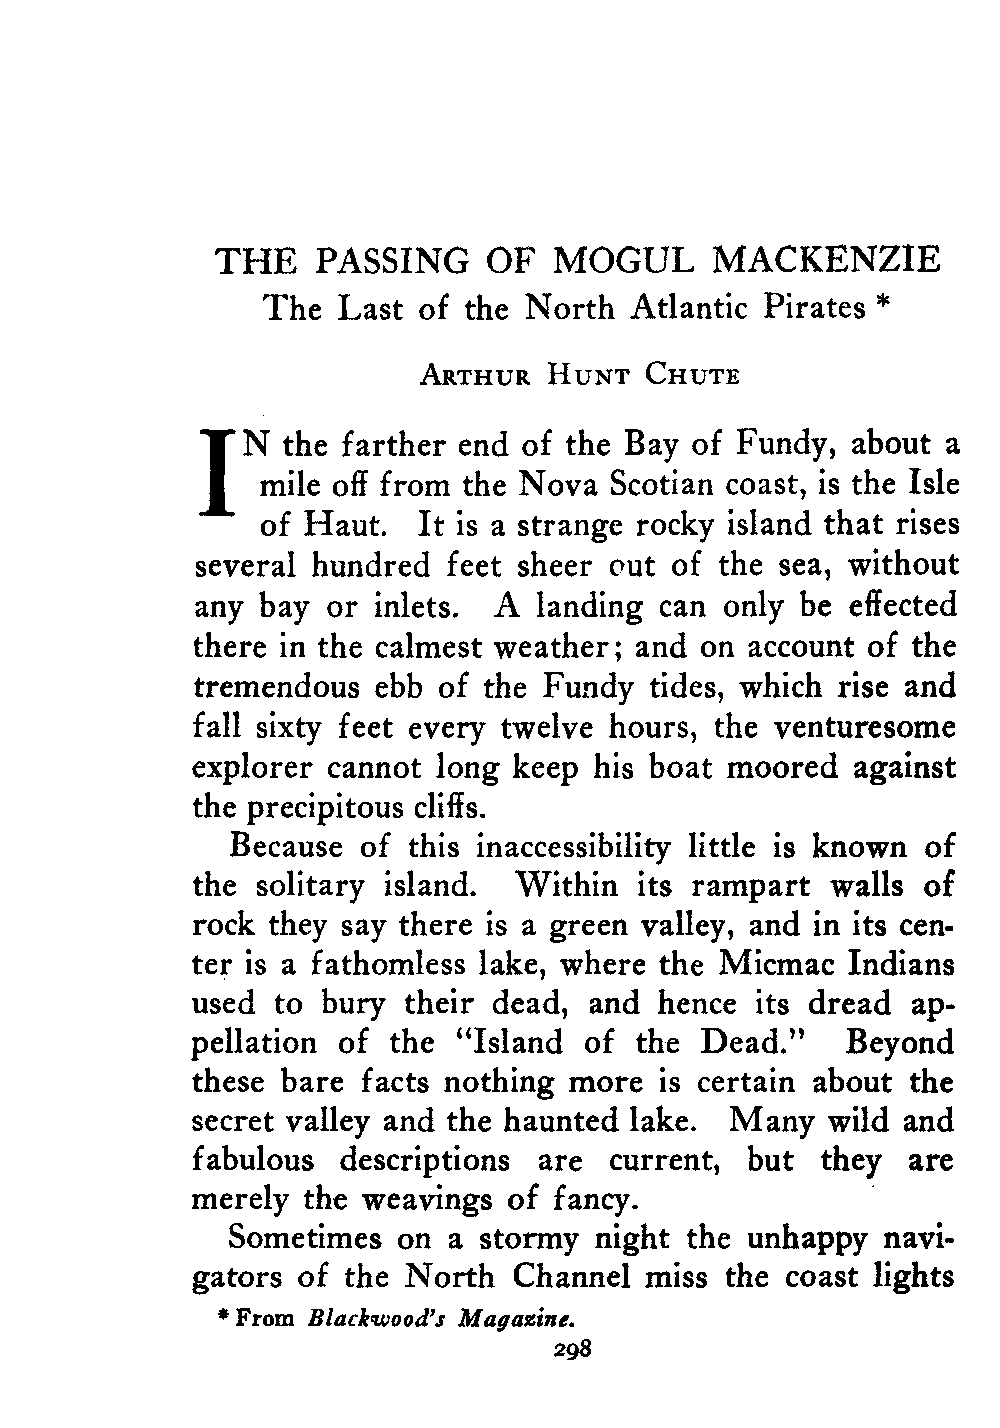 THE PASSING OF MOGUL MACKENZIE
The Last of the North Atlantic Pirates *
ARTHUR HUNT CHUTE
IN the farther end of the Bay of Fundy, about a
mile off from the Nova Scotian coast, is the Isle
of Haut. It is a strange rocky island that rises
several hundred feet sheer out of the sea, without
any bay or inlets. A landing can only be effected
there in the calmest weather; and on account of the
tremendous ebb of the Fundy tides, which rise and
fall sixty feet every twelve hours, the venturesome
explorer cannot long keep his boat moored against
the precipitous cliffs.
Because of this inaccessibility little is known of
the solitary island. Within its rampart walls of
rock they say there is a green valley, and in its cen-
ter is a fathomless lake, where the Micmac Indians
used to bury their dead, and hence its dread ap-
pellation of the "Island of the Dead." Beyond
these bare facts nothing more is certain about the
secret valley and the haunted lake. Many wild and
fabulous descriptions are current, but they are
merely the weavings of fancy.
Sometimes on a stormy night the unhappy navi-
gators of the North Channel miss the coast lights
* From Blackwood's Magazine.
298